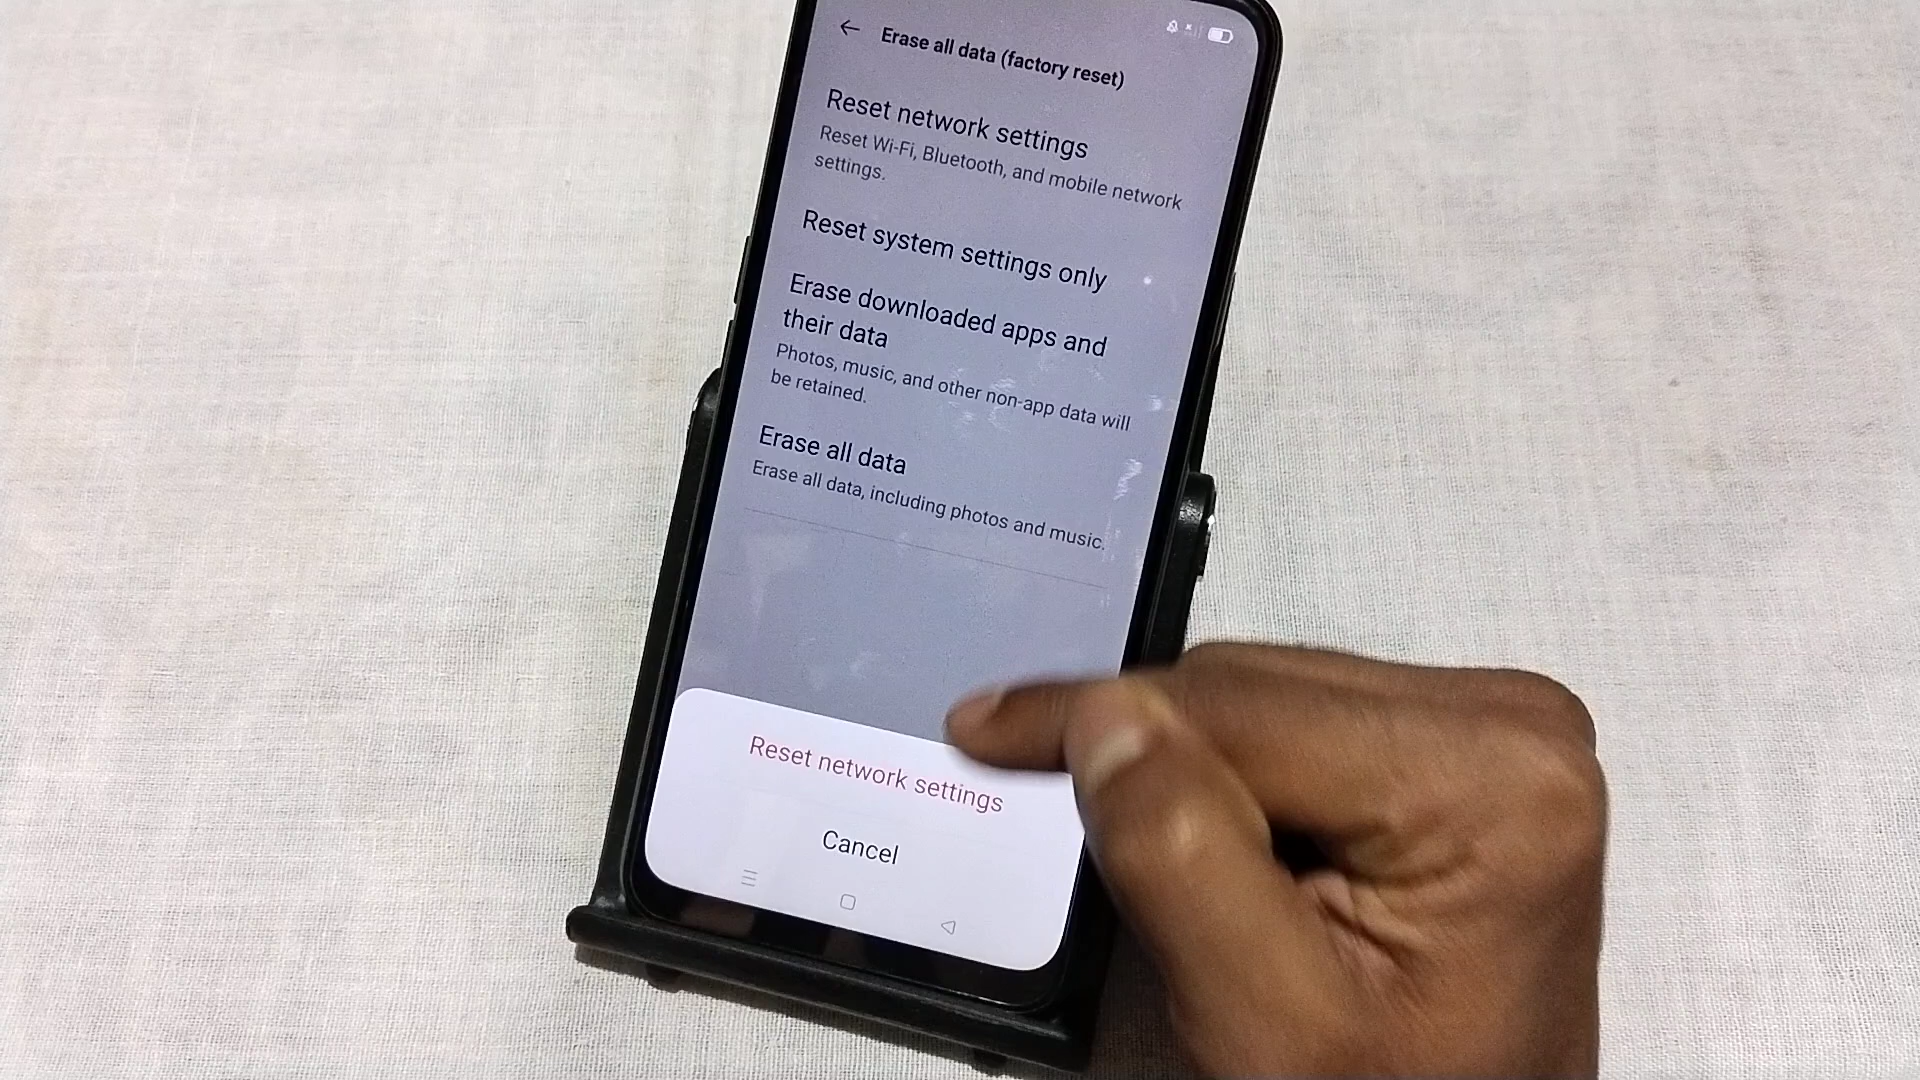 Erase all data (factory reset)
Reset network settings
Reset Wi-Fi, Bluetooth, and mobile network
settings.
Reset system settings only
Erase downloaded apps and
their data
Photos, music, and other non-app data will
be retained.
Erase all data
Erase all data, including photos and music.
Reset network settings
Cancel